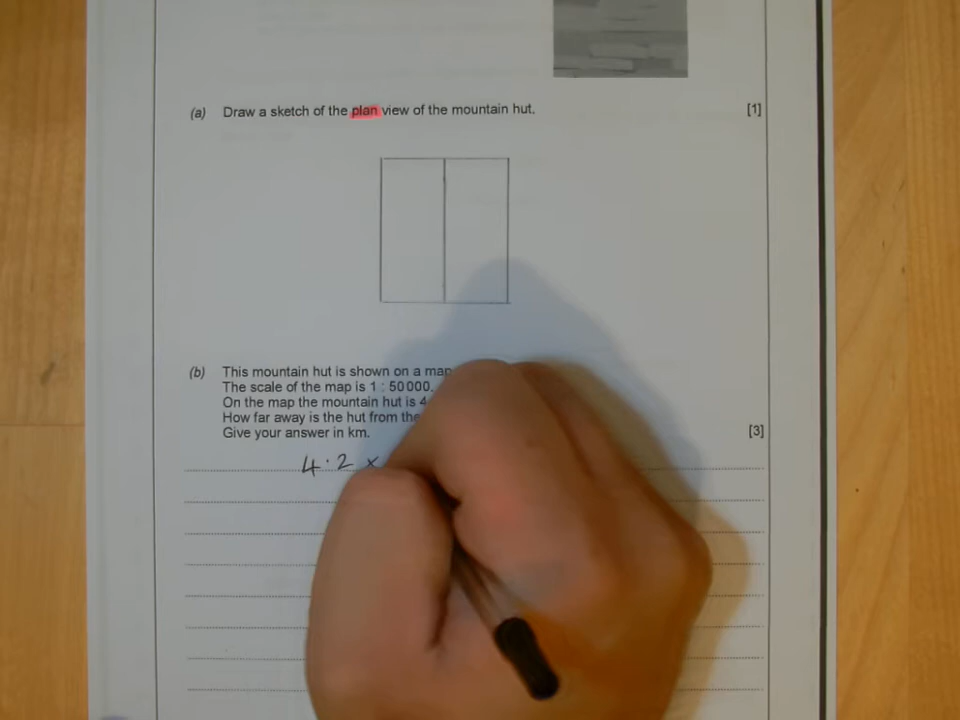 (a) Draw a sketch of the plan view of the mountain hut. [1]
(b) This mountain hut is shown on a map
The scale of the map is 1 : 50 000.
On the map the mountain hut is 4
How far away is the hut from the
Give your answer in km. [3]
4.2 ×